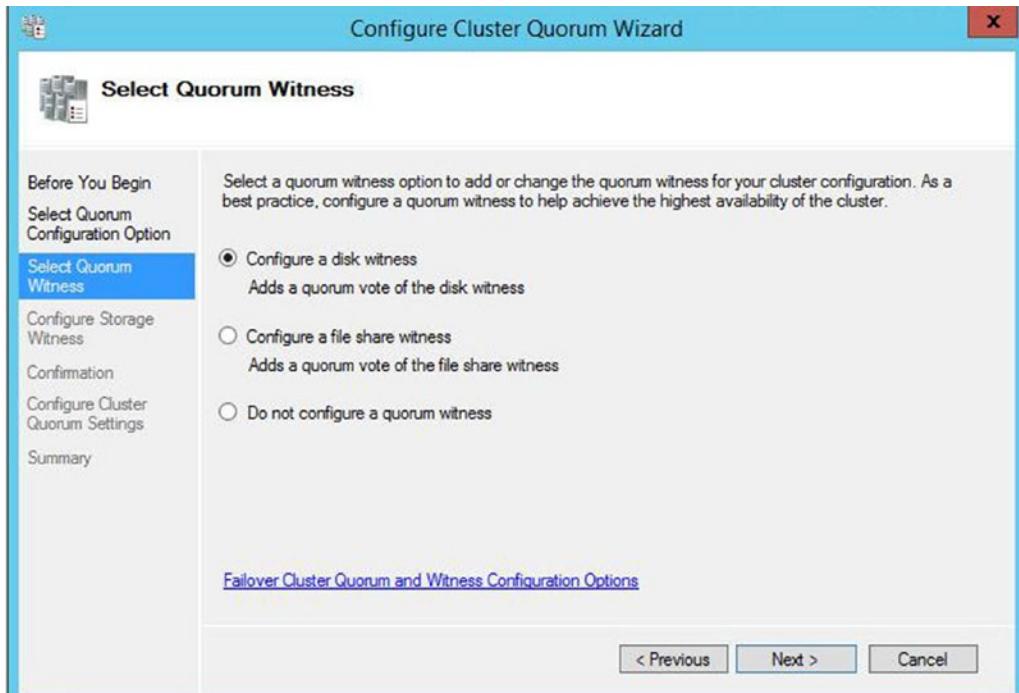 Configure Cluster Quorum Wizard
x
Select Quorum Witness
Before You Begin
Select Quorum
Configuration Option
Select Quorum
Witness
Configure Storage
Witness
Confirmation
Configure Cluster
Quorum Settings
Summary
Select a quorum witness option to add or change the quorum witness for your cluster configuration. As a
best practice, configure a quorum witness to help achieve the highest availability of the cluster.
Configure a disk witness
Adds a quorum vote of the disk witness
Configure a file share witness
Adds a quorum vote of the file share witness
Do not configure a quorum witness
Failover Cluster Quorum and Witness Configuration Options
< Previous
Next >
Cancel